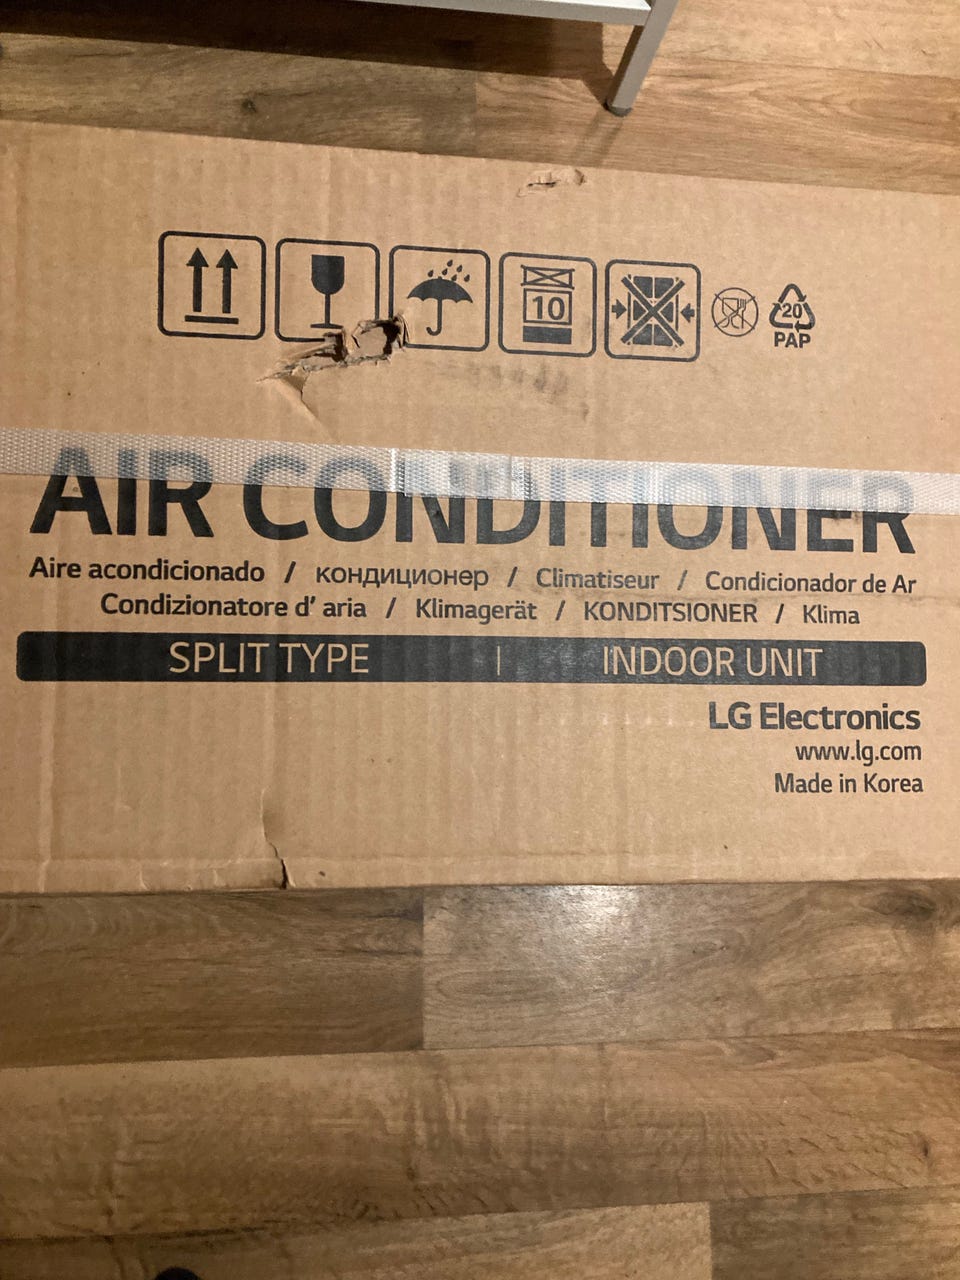 10
20
PAP
AIR CONDITIONER
Aire acondicionado / кондиционер / Climatiseur / Condicionador de Ar
Condizionatore d' aria / Klimagerät / KONDITSIONER / Klima
SPLIT TYPE | INDOOR UNIT
LG Electronics
www.lg.com
Made in Korea